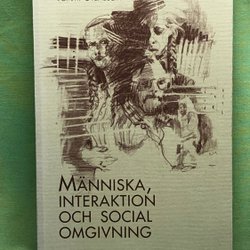 MÄNNISKA,
INTERAKTION
OCH SOCIAL
OMGIVNING